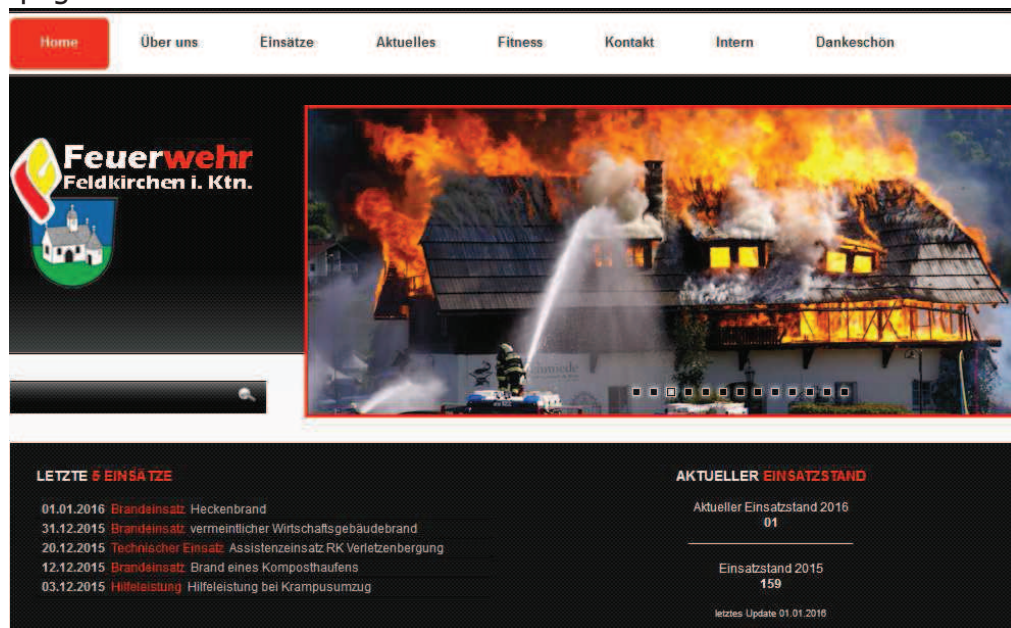 Home Über uns Einsätze Aktuelles Fitness Kontakt Intern Dankeschön
Feuerwehr
Feldkirchen i. Ktn.
LETZTE 5 EINSÄTZE
01.01.2016 Brandeinsatz Heckenbrand
31.12.2015 Brandeinsatz vermeintlicher Wirtschaftsgebäudebrand
20.12.2015 Technischer Einsatz Assistenzeinsatz RK Verletzenbergung
12.12.2015 Brandeinsatz Brand eines Komposthaufens
03.12.2015 Hilfeleistung Hilfeleistung bei Krampusumzug
AKTUELLER EINSATZSTAND
Aktueller Einsatzstand 2016
01
Einsatzstand 2015
159
letztes Update 01.01.2016